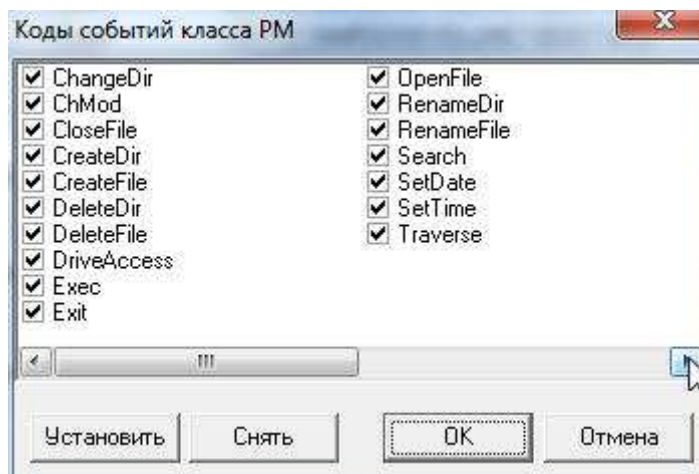 Коды событий класса РМ
ChangeDir
ChMod
CloseFile
CreateDir
CreateFile
DeleteDir
DeleteFile
DriveAccess
Exec
Exit
OpenFile
RenameDir
RenameFile
Search
SetDate
SetTime
Traverse
Установить
Снять
OK
Отмена